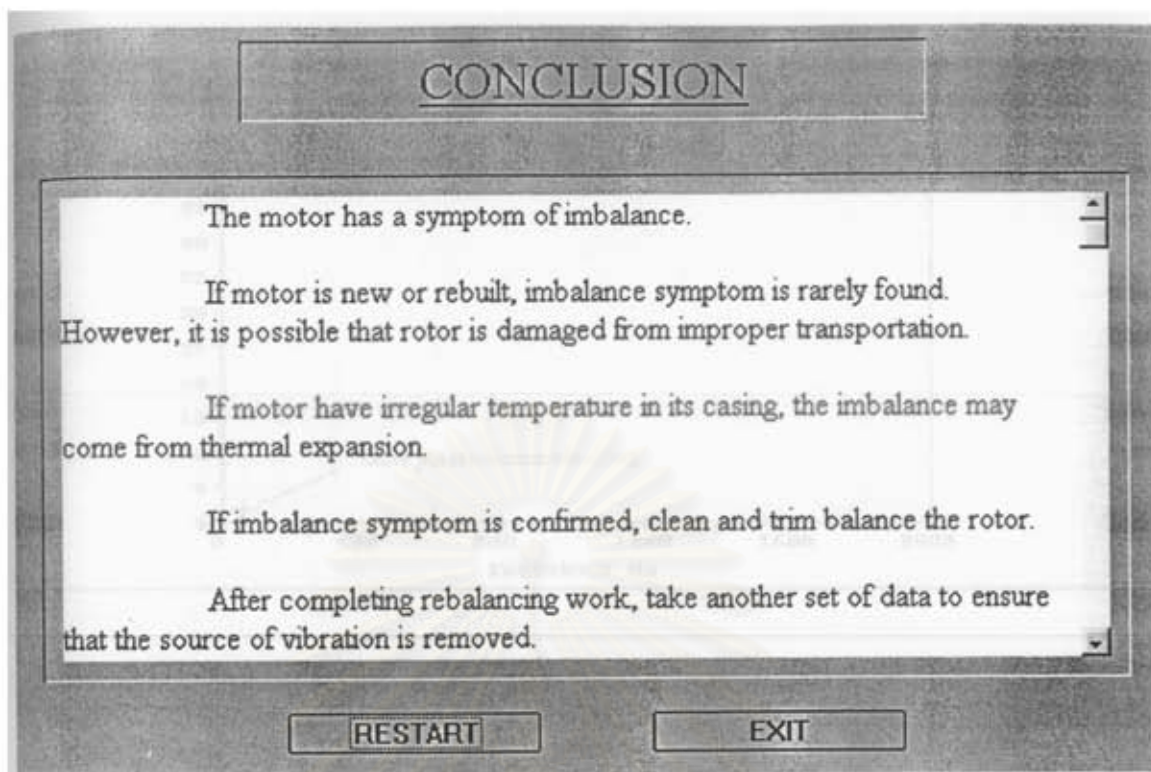 CONCLUSION
The motor has a symptom of imbalance.
If motor is new or rebuilt, imbalance symptom is rarely found.
However, it is possible that rotor is damaged from improper transportation.
If motor have irregular temperature in its casing, the imbalance may
come from thermal expansion.
If imbalance symptom is confirmed, clean and trim balance the rotor.
After completing rebalancing work, take another set of data to ensure
that the source of vibration is removed.
RESTART
EXIT